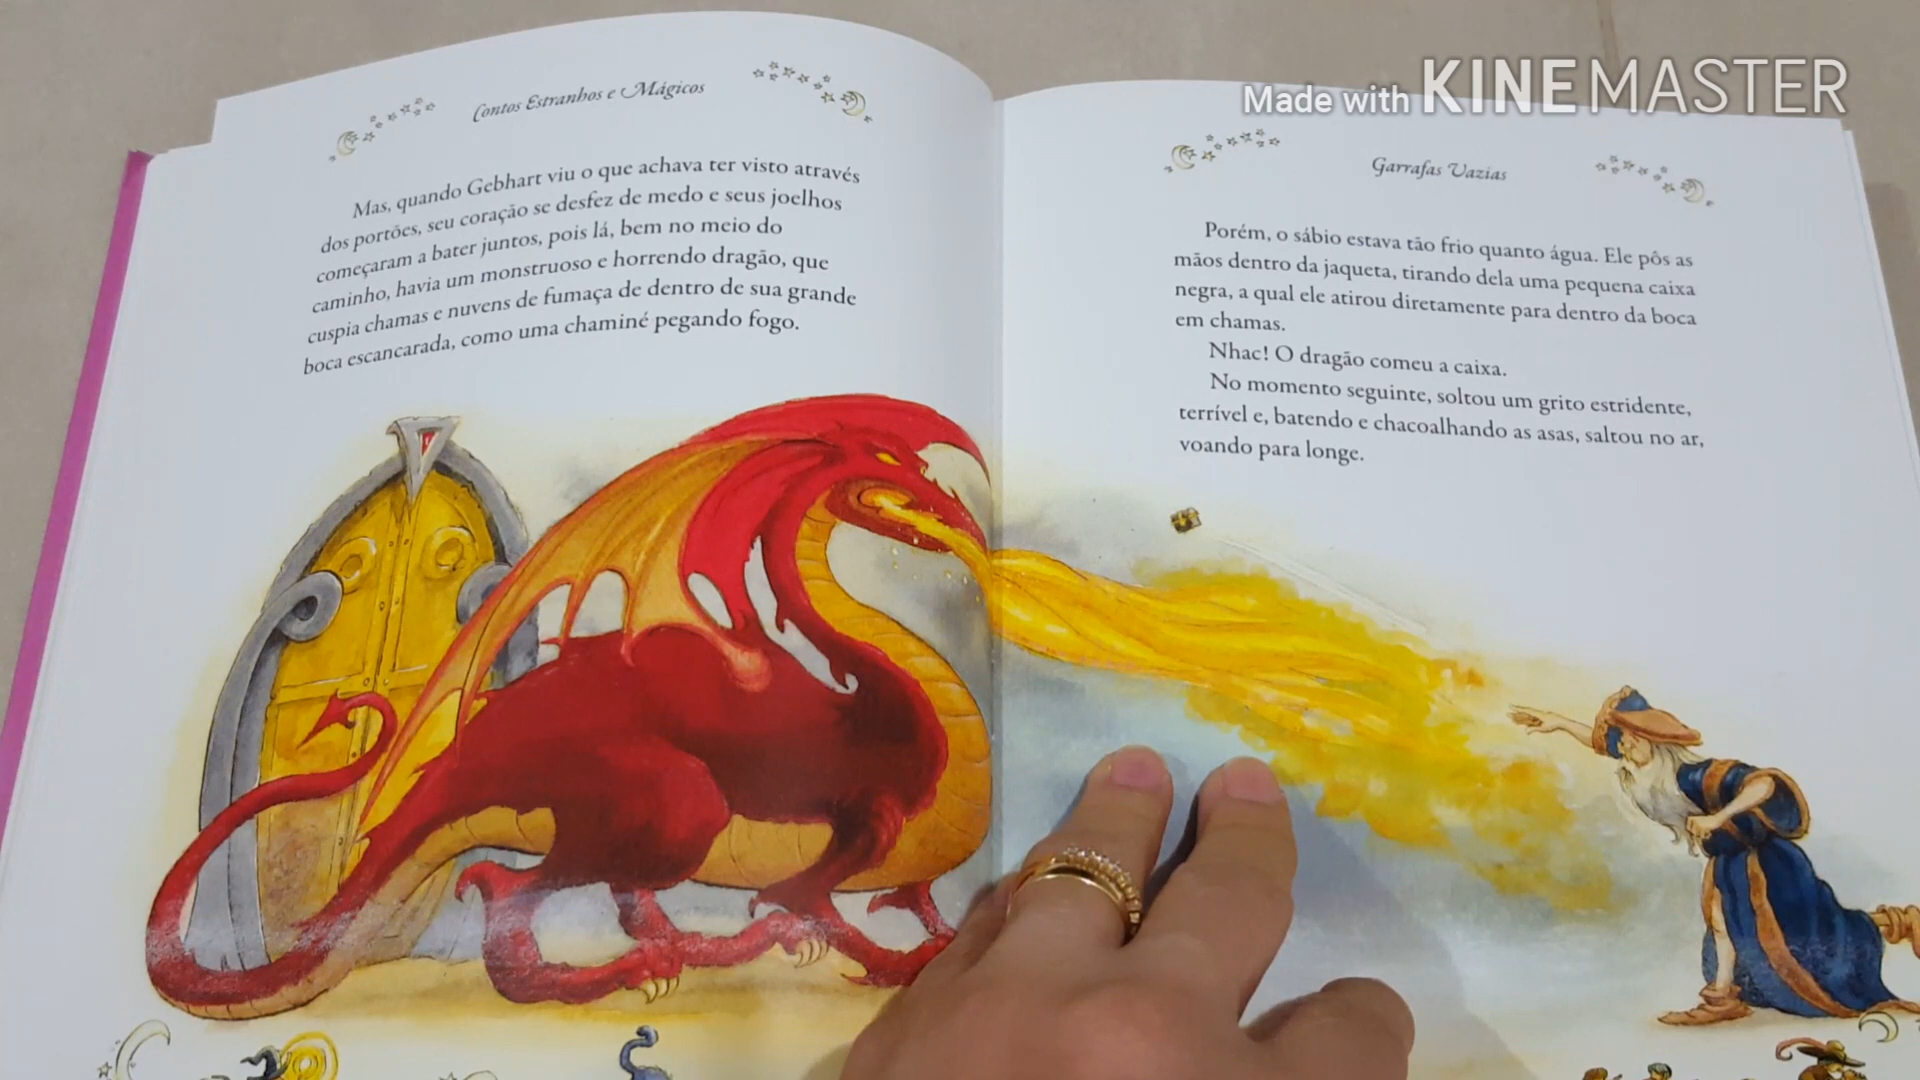 Made with KINEMASTER
Contos Estranhos e Mágicos
Mas, quando Gebhart viu o que achava ter visto através
dos portões, seu coração se desfez de medo e seus joelhos
começaram a bater juntos, pois lá, bem no meio do
caminho, havia um monstruoso e horrendo dragão, que
cuspia chamas e nuvens de fumaça de dentro de sua grande
boca escancarada, como uma chaminé pegando fogo.
Garrafas Vazias
Porém, o sábio estava tão frio quanto água. Ele pôs as
mãos dentro da jaqueta, tirando dela uma pequena caixa
negra, a qual ele atirou diretamente para dentro da boca
em chamas.
Nhac! O dragão comeu a caixa.
No momento seguinte, soltou um grito estridente,
terrível e, batendo e chacoalhando as asas, saltou no ar,
voando para longe.